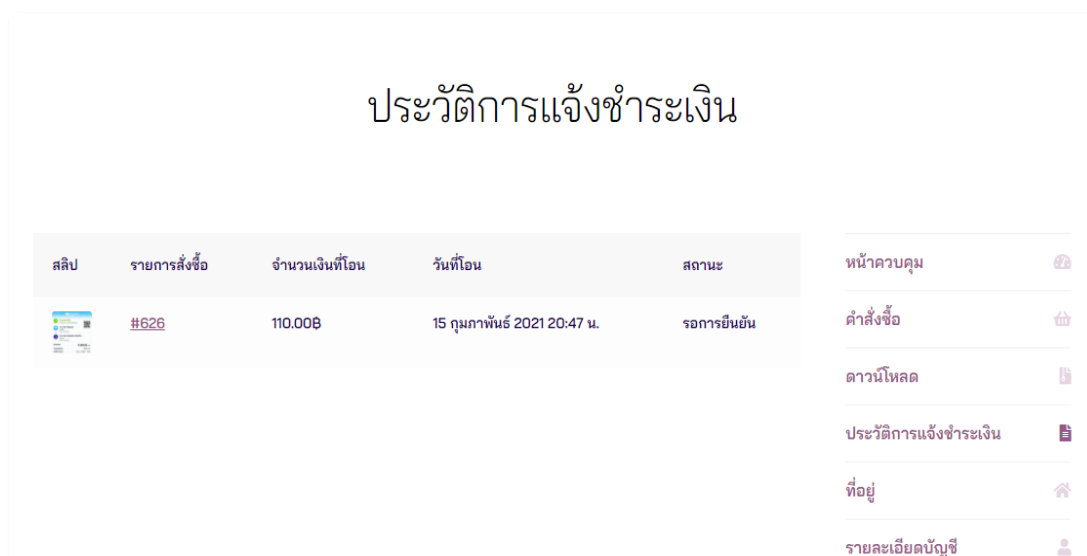 ประวัติการแจ้งชำระเงิน
สลิป รายการสั่งซื้อ จำนวนเงินที่โอน วันที่โอน สถานะ
#626 110.00฿ 15 กุมภาพันธ์ 2021 20:47 น. รอการยืนยัน
หน้าควบคุม
คำสั่งซื้อ
ดาวน์โหลด
ประวัติการแจ้งชำระเงิน
ที่อยู่
รายละเอียดบัญชี